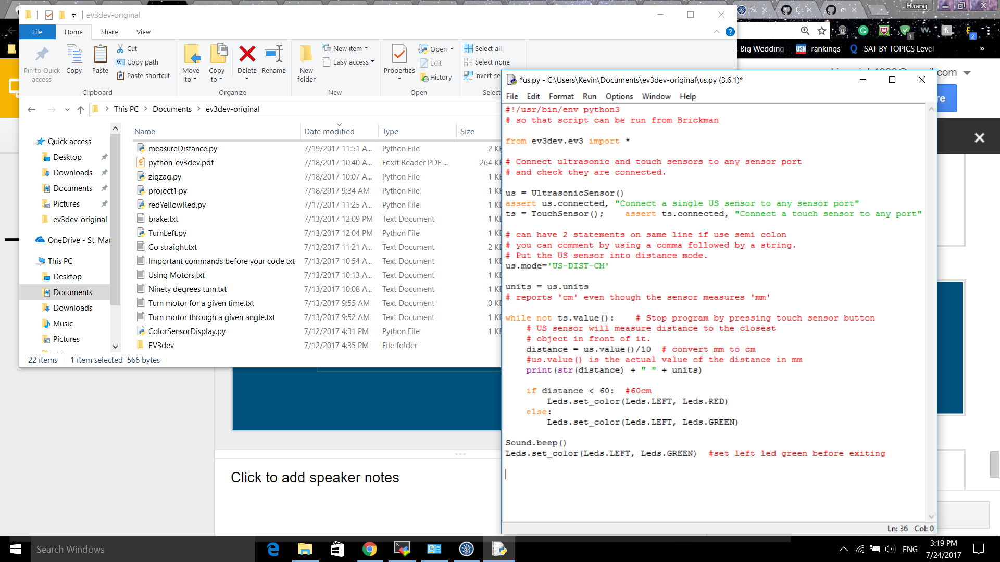 ev3dev-original
Huang
File
Home
Share
View
Pin to Quick access
Copy
Paste
Cut
Copy path
Paste shortcut
Clipboard
Move to
Copy to
Delete
Rename
Organize
New folder
New item
Easy access
New
Properties
Open
Edit
History
Open
Select all
Select none
Invert se
Select
Big Wedding
USN rankings
SAT BY TOPICS Level
»
This PC
Documents
ev3dev-original
Quick access
Desktop
Downloads
Documents
Pictures
ev3dev-original
OneDrive - St. Mar
This PC
Desktop
Documents
Downloads
Music
Pictures
Name Date modified Type Size
measureDistance.py 7/19/2017 11:51 A... Python File 2 KB
python-ev3dev.pdf 7/18/2017 10:40 A... Foxit Reader PDF ... 264 KB
zigzag.py 7/18/2017 10:07 A... Python File 1 KB
project1.py 7/18/2017 9:34 AM Python File 1 KB
redYellowRed.py 7/17/2017 11:25 A... Python File 1 KB
brake.txt 7/13/2017 12:09 PM Text Document 1 KB
TurnLeft.py 7/13/2017 12:04 PM Python File 1 KB
Go straight.txt 7/13/2017 11:21 A... Text Document 2 KB
Important commands before your code.txt 7/13/2017 10:54 A... Text Document 1 KB
Using Motors.txt 7/13/2017 10:13 A... Text Document 1 KB
Ninety degrees turn.txt 7/13/2017 10:08 A... Text Document 1 KB
Turn motor for a given time.txt 7/13/2017 9:55 AM Text Document 0 KB
Turn motor through a given angle.txt 7/13/2017 9:52 AM Text Document 1 KB
ColorSensorDisplay.py 7/12/2017 4:31 PM Python File 1 KB
EV3dev 7/12/2017 4:35 PM File folder
22 items 1 item selected 566 bytes
*us.py - C:\Users\Kevin\Documents\ev3dev-original\us.py (3.6.1)*
File Edit Format Run Options Window Help
#!/usr/bin/env python3
# so that script can be run from Brickman
from ev3dev.ev3 import *
# Connect ultrasonic and touch sensors to any sensor port
# and check they are connected.
us = UltrasonicSensor()
assert us.connected, "Connect a single US sensor to any sensor port"
ts = TouchSensor();    assert ts.connected, "Connect a touch sensor to any port"
# can have 2 statements on same line if use semi colon
# you can comment by using a comma followed by a string.
# Put the US sensor into distance mode.
us.mode='US-DIST-CM'
units = us.units
# reports 'cm' even though the sensor measures 'mm'
while not ts.value():    # Stop program by pressing touch sensor button
    # US sensor will measure distance to the closest
    # object in front of it.
    distance = us.value()/10  # convert mm to cm
    #us.value() is the actual value of the distance in mm
    print(str(distance) + " " + units)
    if distance < 60:  #60cm
        Leds.set_color(Leds.LEFT, Leds.RED)
    else:
        Leds.set_color(Leds.LEFT, Leds.GREEN)
Sound.beep()
Leds.set_color(Leds.LEFT, Leds.GREEN)  #set left led green before exiting
Ln: 36 Col: 0
Click to add speaker notes
Search Windows
ENG
3:19 PM
7/24/2017